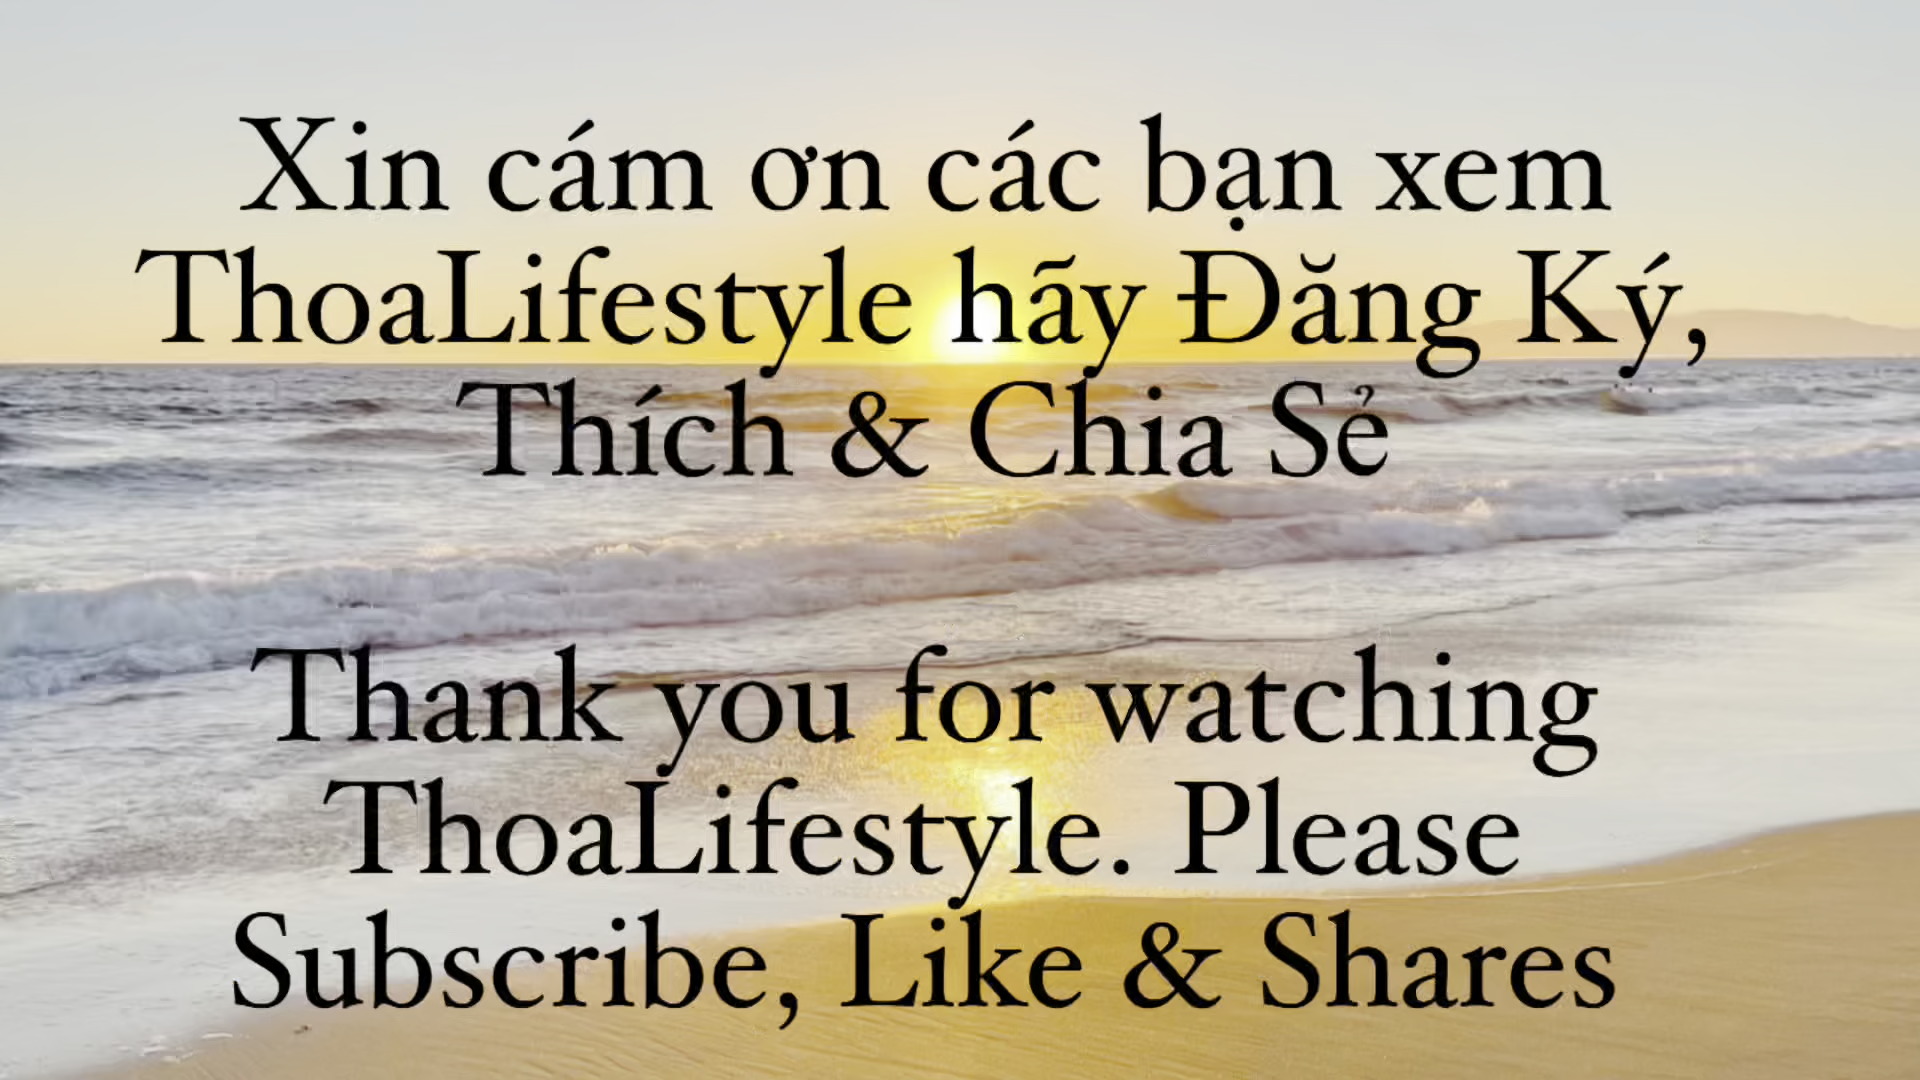 Xin cám ơn các bạn xem
ThoaLifestyle hãy Đăng Ký,
Thích & Chia Sẻ
Thank you for watching
ThoaLifestyle. Please
Subscribe, Like & Shares